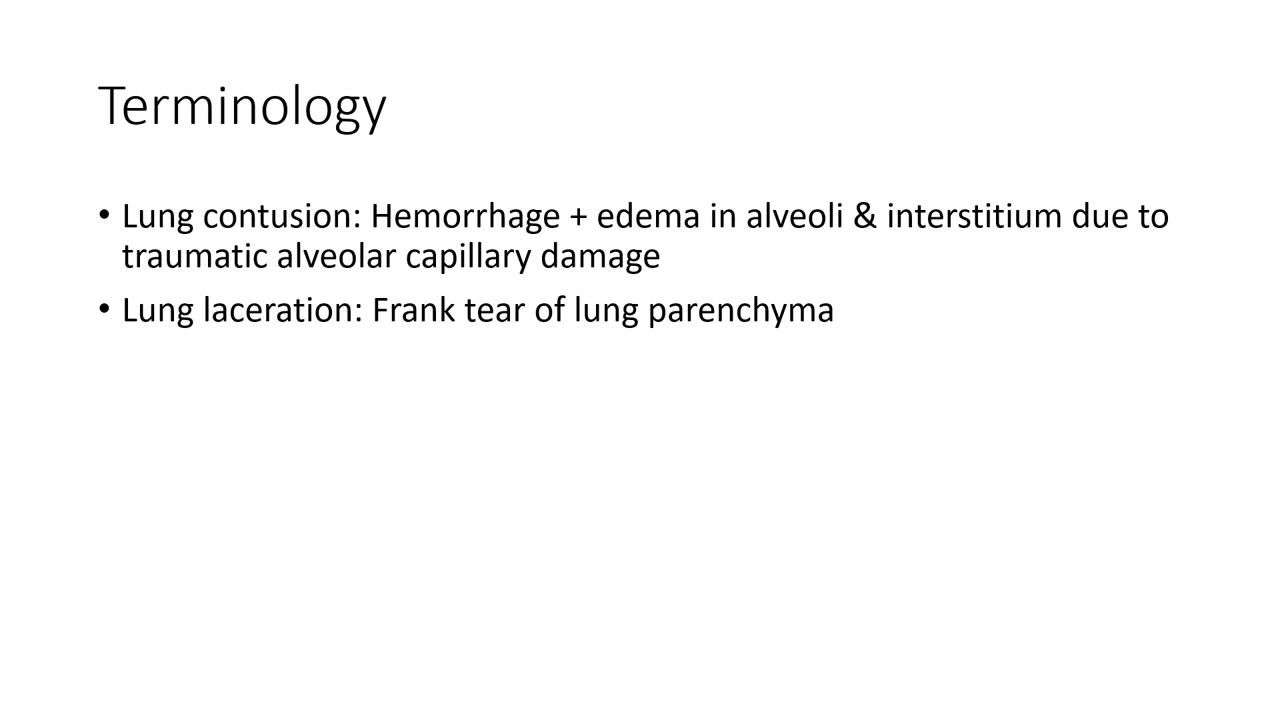 Terminology
• Lung contusion: Hemorrhage + edema in alveoli & interstitium due to
traumatic alveolar capillary damage
• Lung laceration: Frank tear of lung parenchyma